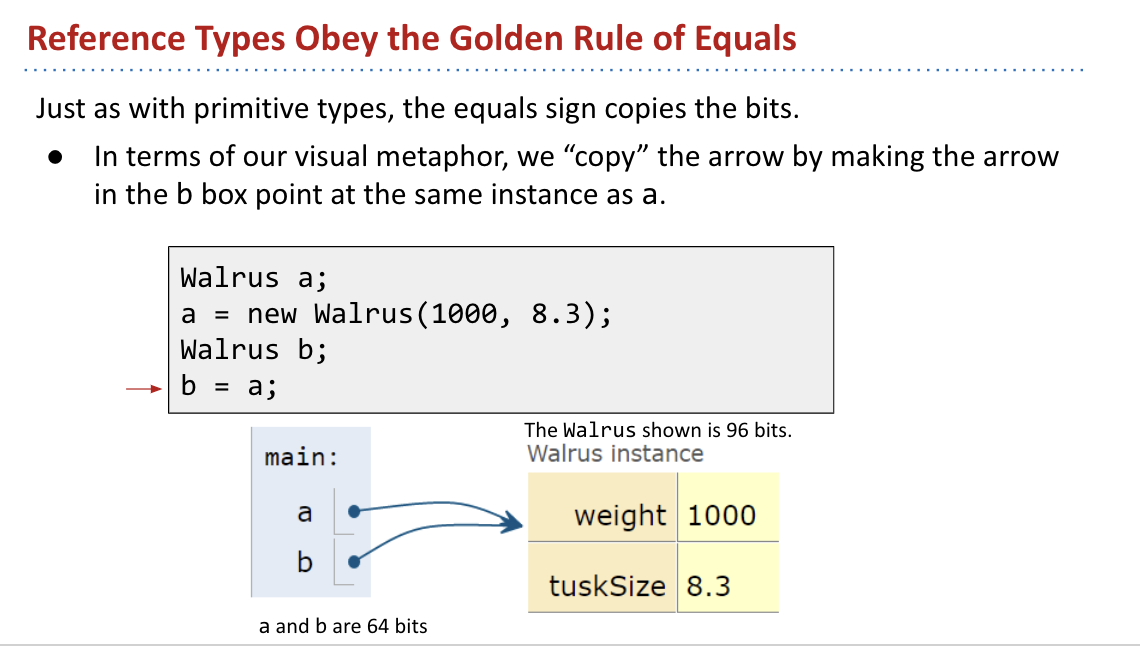 Reference Types Obey the Golden Rule of Equals
Just as with primitive types, the equals sign copies the bits.
● In terms of our visual metaphor, we “copy” the arrow by making the arrow
in the b box point at the same instance as a.
Walrus a;
a = new Walrus(1000, 8.3);
Walrus b;
b = a;
The Walrus shown is 96 bits.
Walrus instance
main:
a
b
weight 1000
tuskSize 8.3
a and b are 64 bits